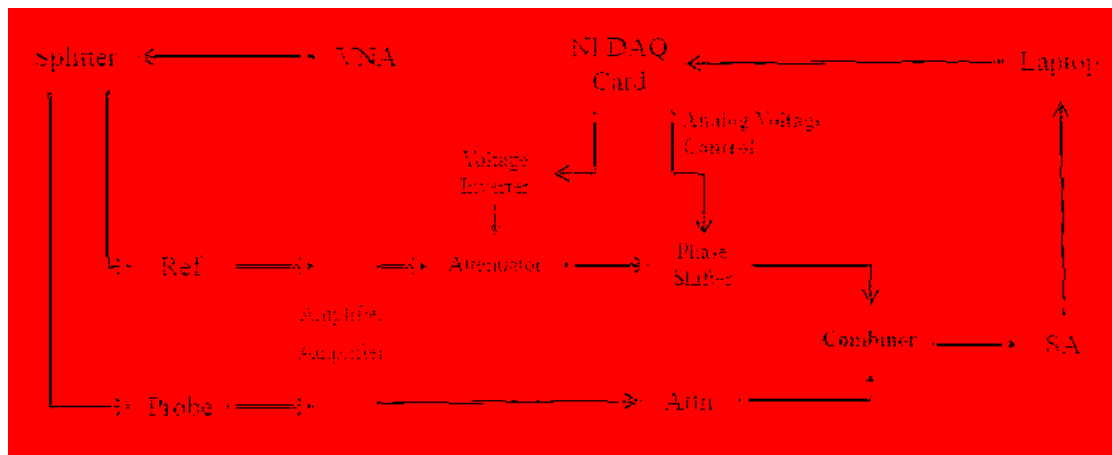 Splitter
VNA
NI DAQ
Card
Laptop
Analog Voltage
Control
Voltage
Inverter
Ref
Attenuator
Phase
Shifter
Amplifier
Amplifier
Combiner
SA
Probe
Attn